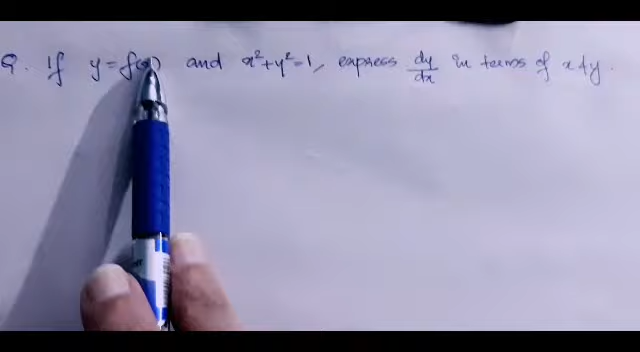 Q. If y = f(x) and x²+y²=1, express dy/dx in terms of x & y.